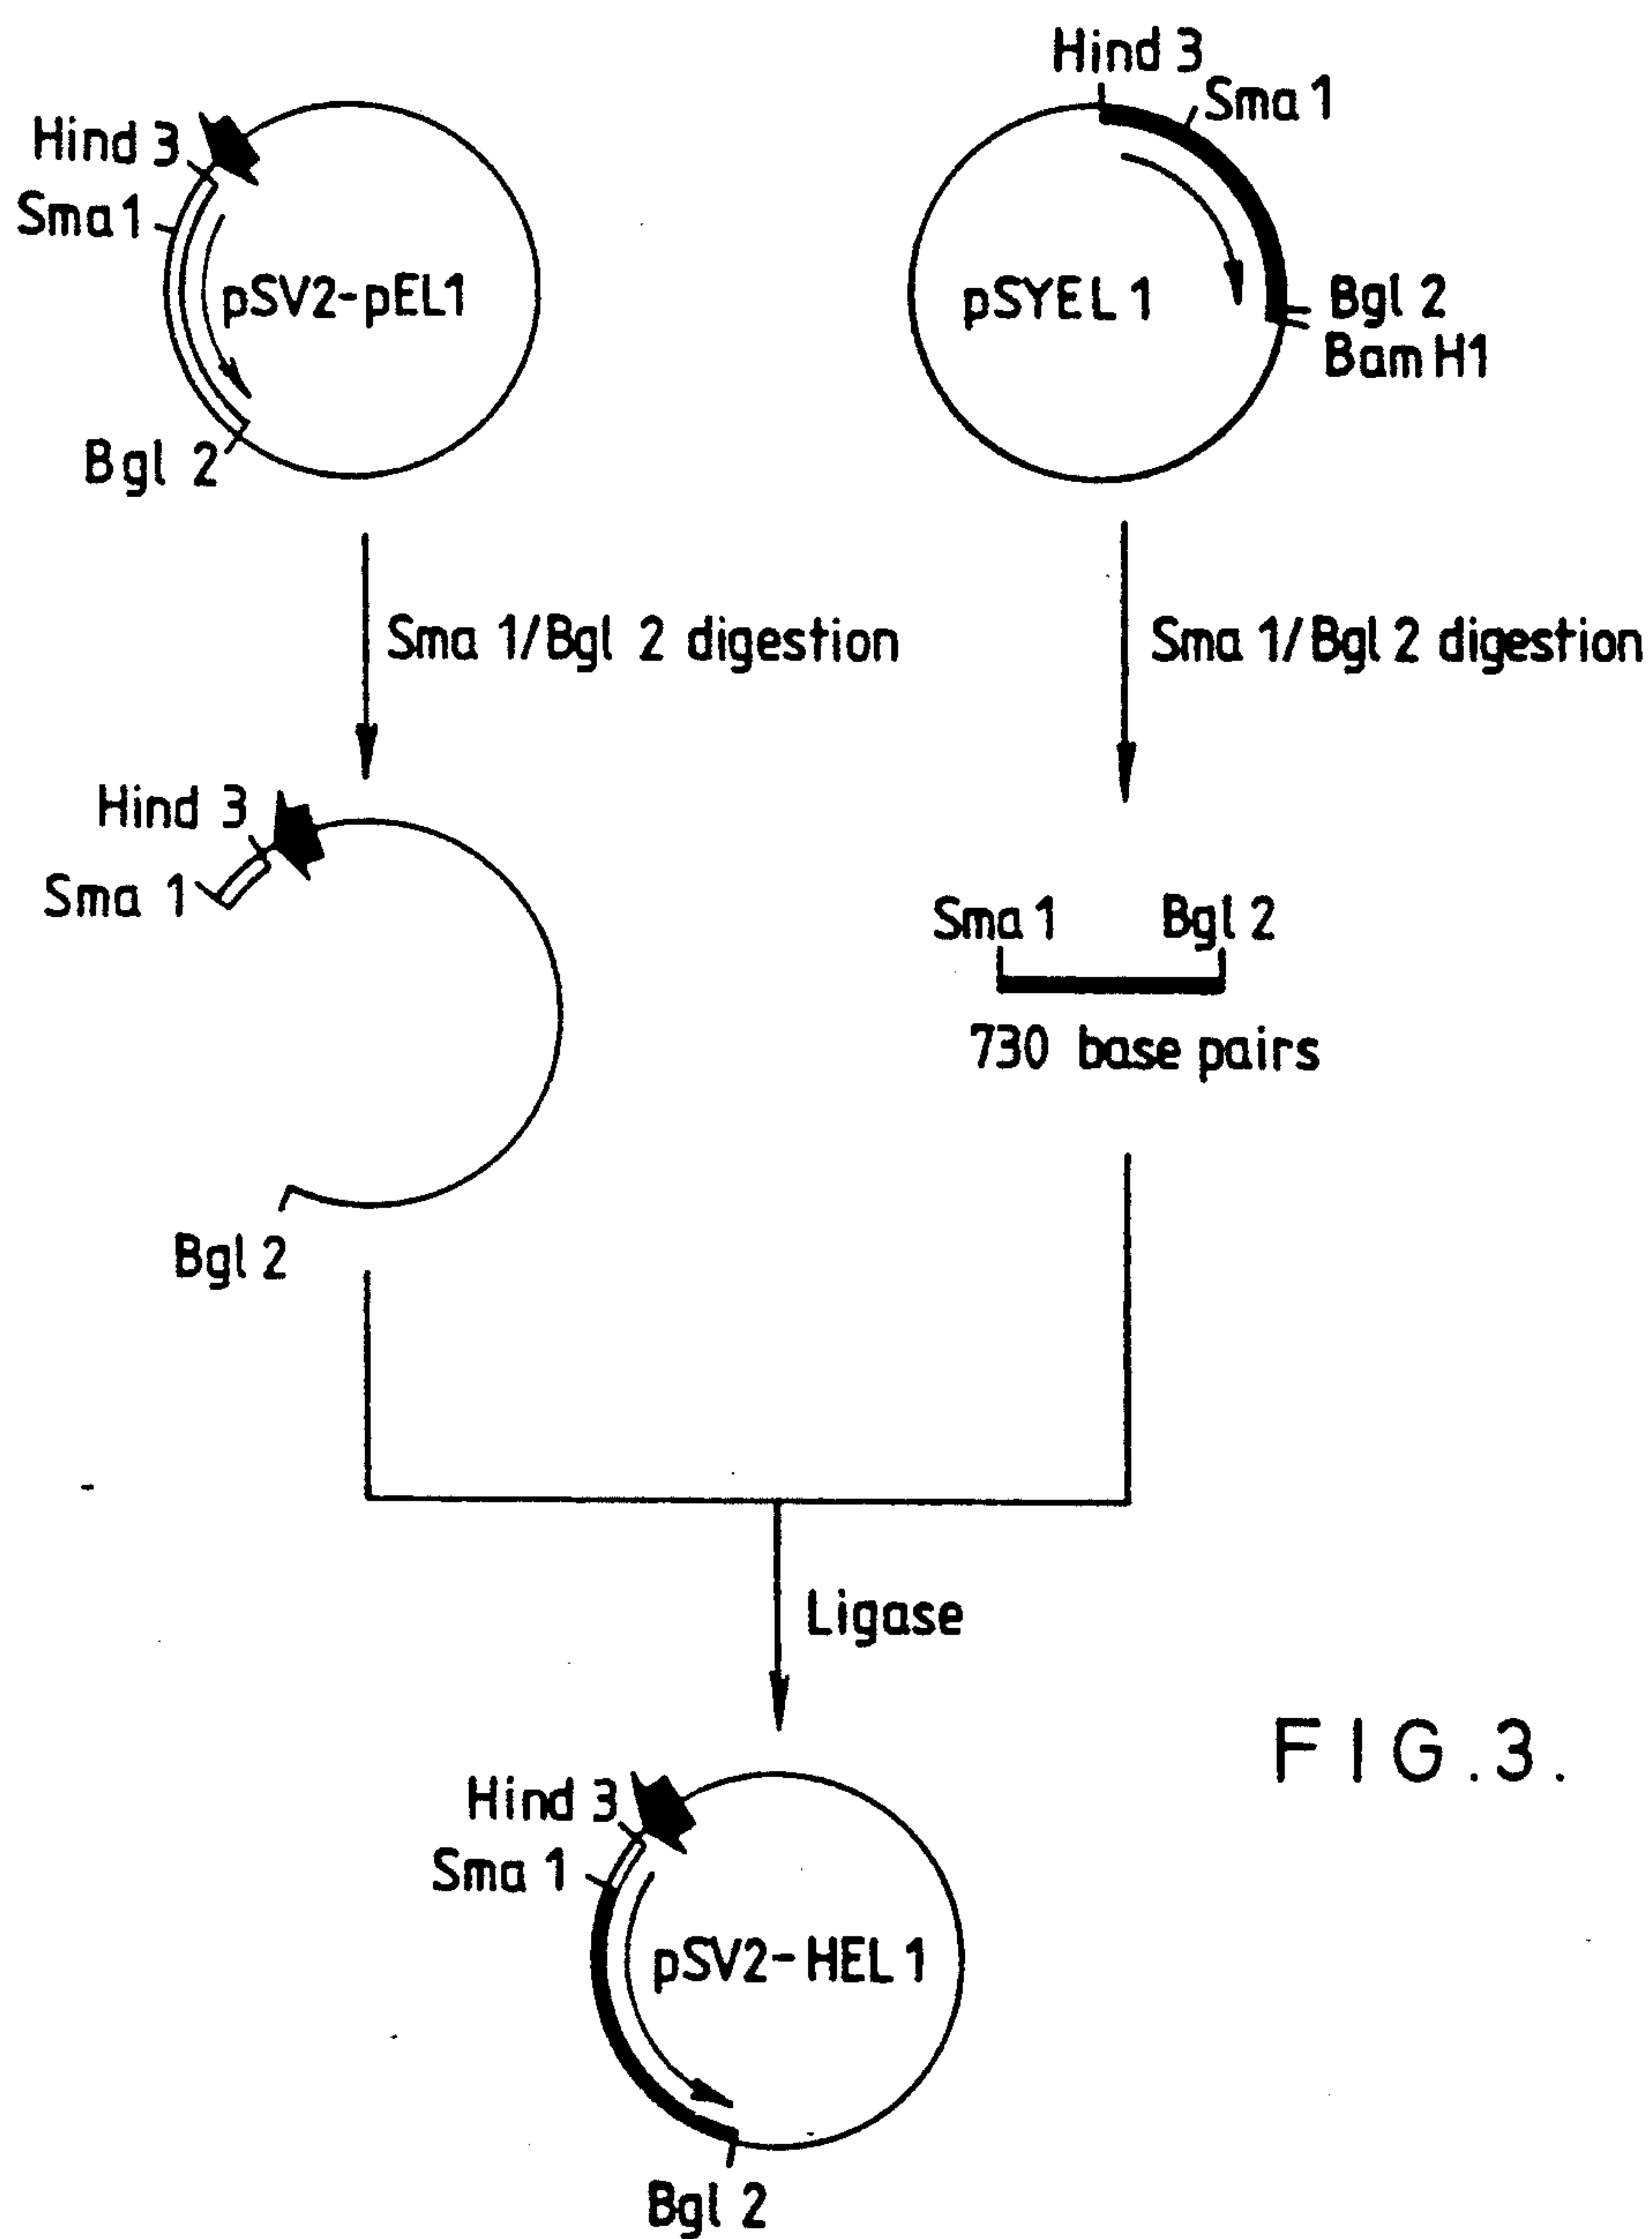 Hind 3
Sma 1
pSV2-pEL1
Bgl 2
Hind 3
Sma 1
pSYEL 1
Bgl 2
Bam H1
Sma 1/Bgl 2 digestion
Sma 1/Bgl 2 digestion
Hind 3
Sma 1
Bgl 2
Sma 1 Bgl 2
730 base pairs
Ligase
Hind 3
Sma 1
pSV2-HEL 1
Bgl 2
FIG.3.